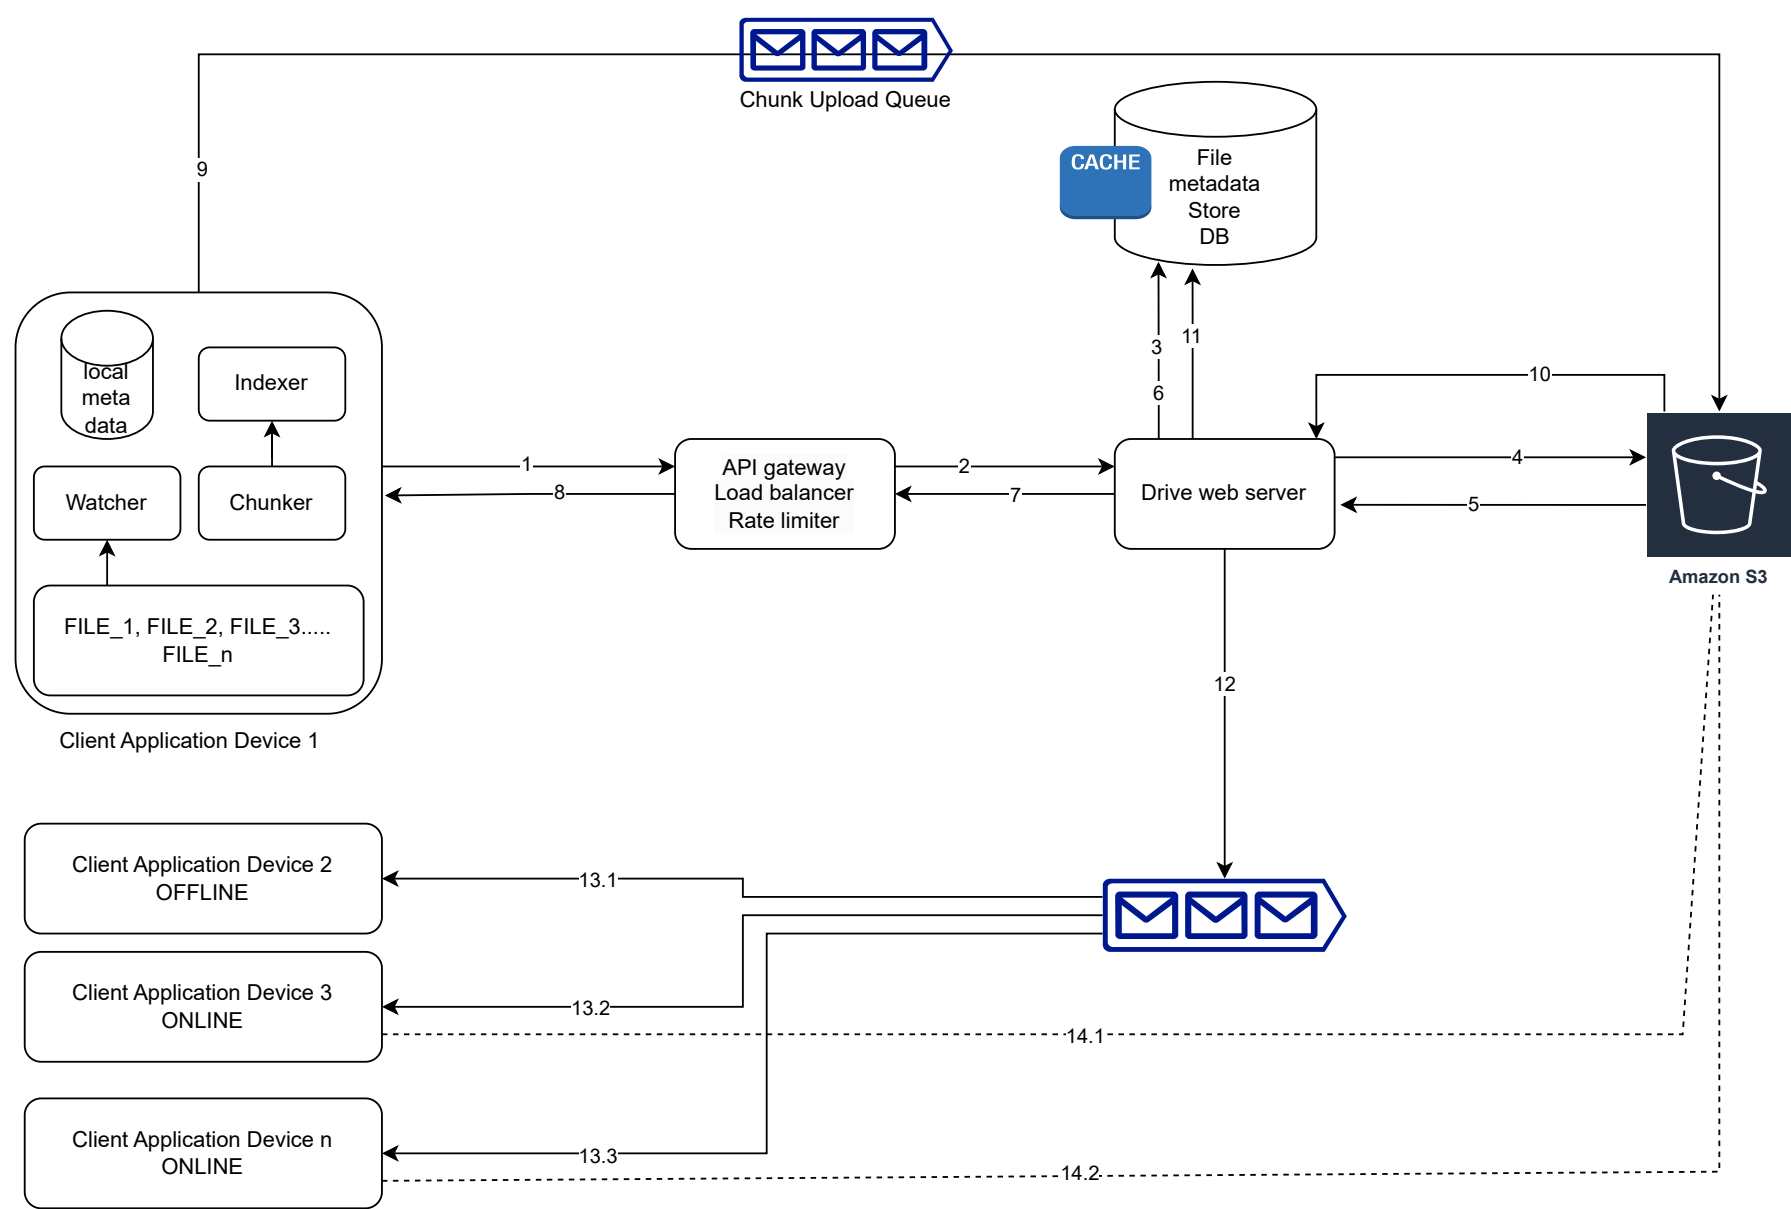 Chunk Upload Queue
CACHE
File
metadata
Store
DB
9
local
meta
data
Indexer
3
11
6
10
Watcher
Chunker
1
8
API gateway
Load balancer
Rate limiter
2
7
Drive web server
4
5
Amazon S3
FILE_1, FILE_2, FILE_3.....
FILE_n
Client Application Device 1
12
Client Application Device 2
OFFLINE
13.1
Client Application Device 3
ONLINE
13.2
14.1
Client Application Device n
ONLINE
13.3
14.2